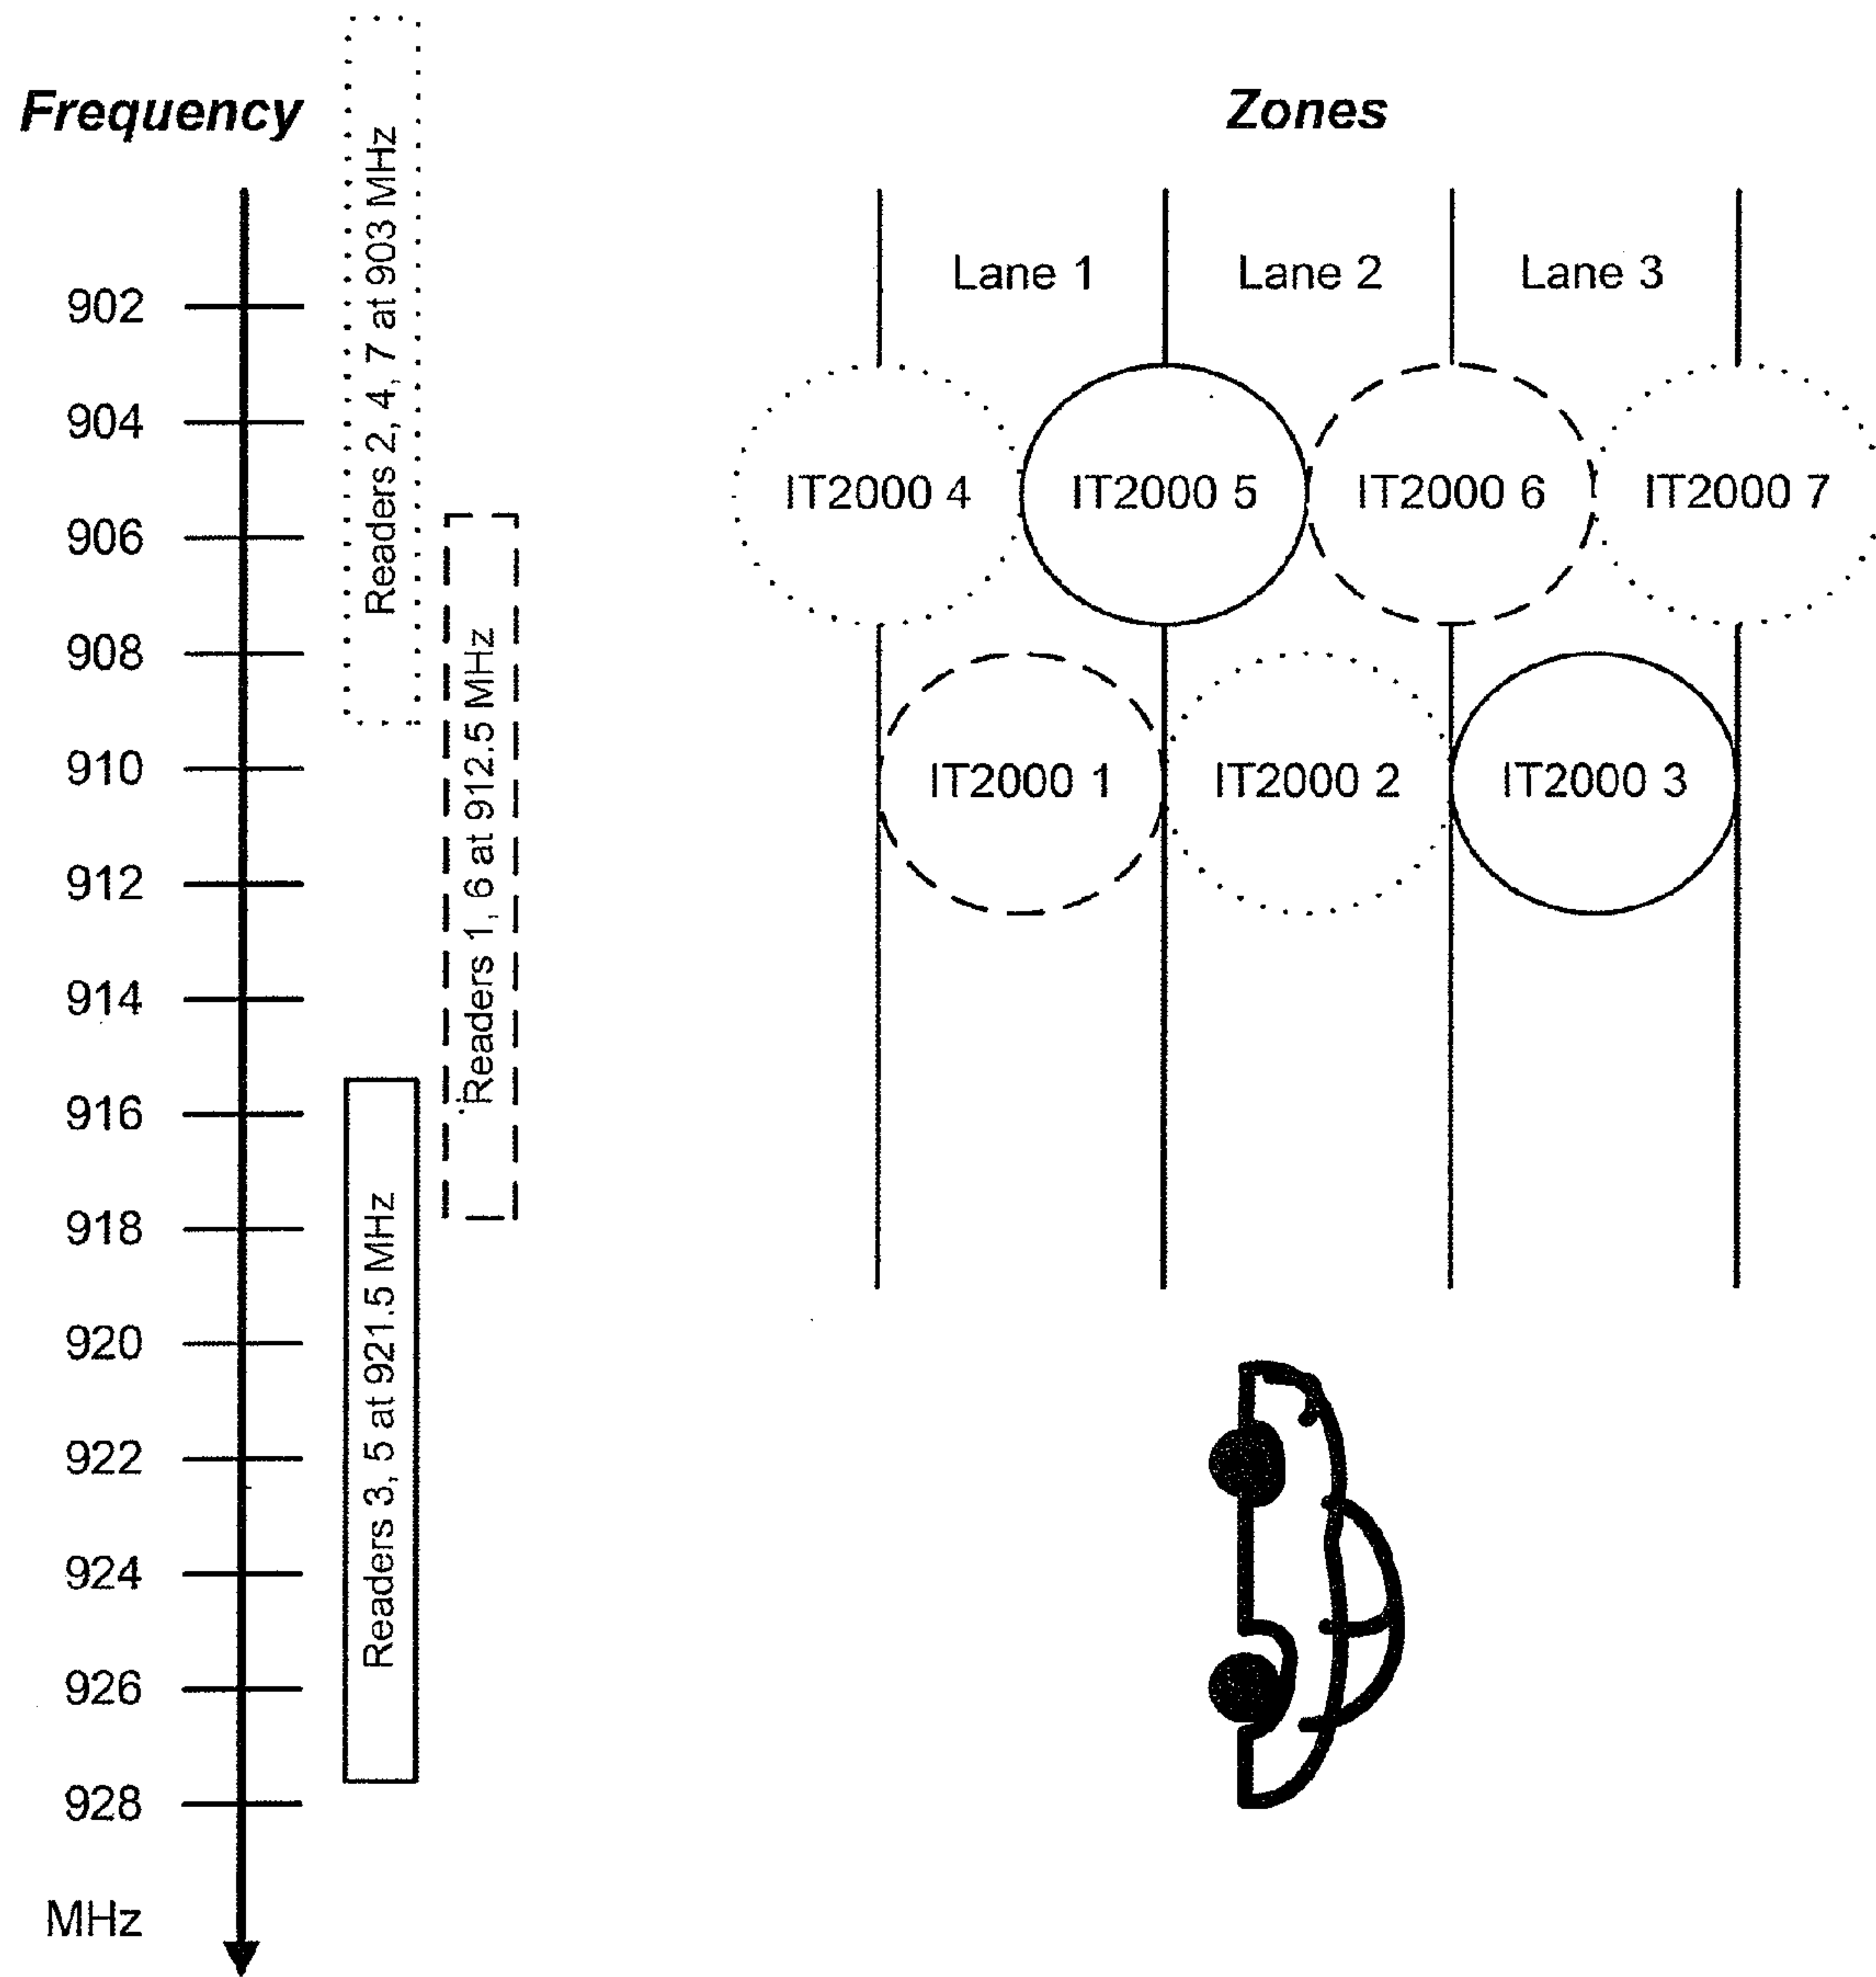 Frequency
Zones
Readers 2, 4, 7 at 903 MHz
Readers 1, 6 at 912.5 MHz
Readers 3, 5 at 921.5 MHz
902
904
906
908
910
912
914
916
918
920
922
924
926
928
MHz
Lane 1
Lane 2
Lane 3
IT2000 4
IT2000 5
IT2000 6
IT2000 7
IT2000 1
IT2000 2
IT2000 3